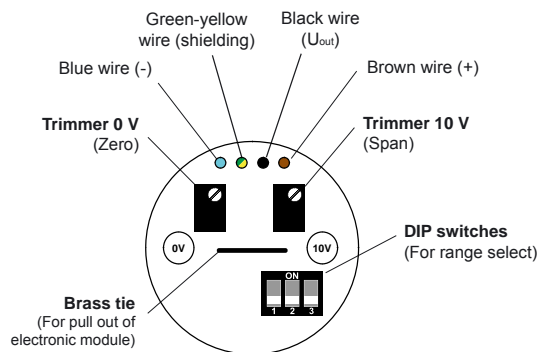 Green-yellow
wire (shielding)
Black wire
(Uout)
Blue wire (-)
Brown wire (+)
Trimmer 0 V
(Zero)
Trimmer 10 V
(Span)
0V
10V
DIP switches
(For range select)
ON
1 2 3
Brass tie
(For pull out of
electronic module)